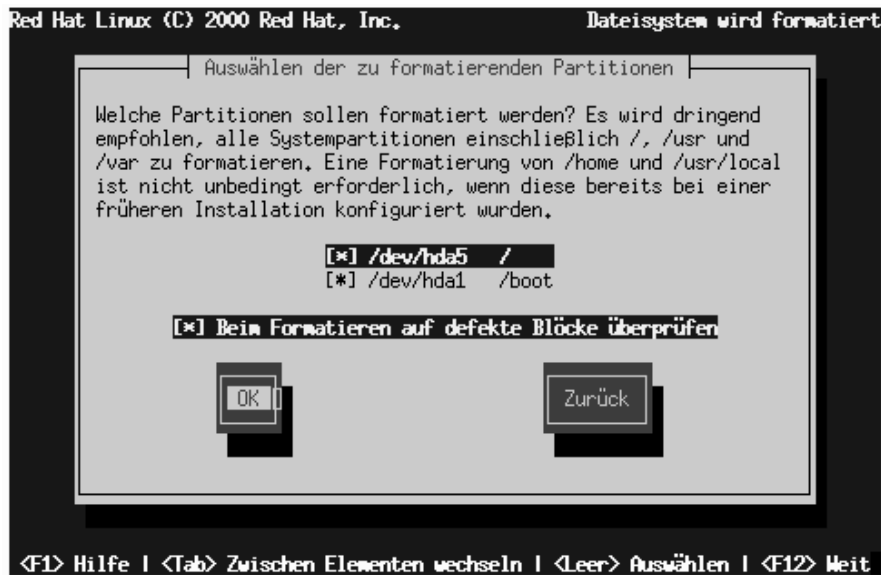 Red Hat Linux (C) 2000 Red Hat, Inc. Dateisystem wird formatiert
Auswählen der zu formatierenden Partitionen
Welche Partitionen sollen formatiert werden? Es wird dringend
empfohlen, alle Systempartitionen einschließlich /, /usr und
/var zu formatieren. Eine Formatierung von /home und /usr/local
ist nicht unbedingt erforderlich, wenn diese bereits bei einer
früheren Installation konfiguriert wurden.
[*] /dev/hda5 /
[*] /dev/hda1 /boot
[*] Beim Formatieren auf defekte Blöcke überprüfen
OK Zurück
<F1> Hilfe | <Tab> Zwischen Elementen wechseln | <Leer> Auswählen | <F12> Weit